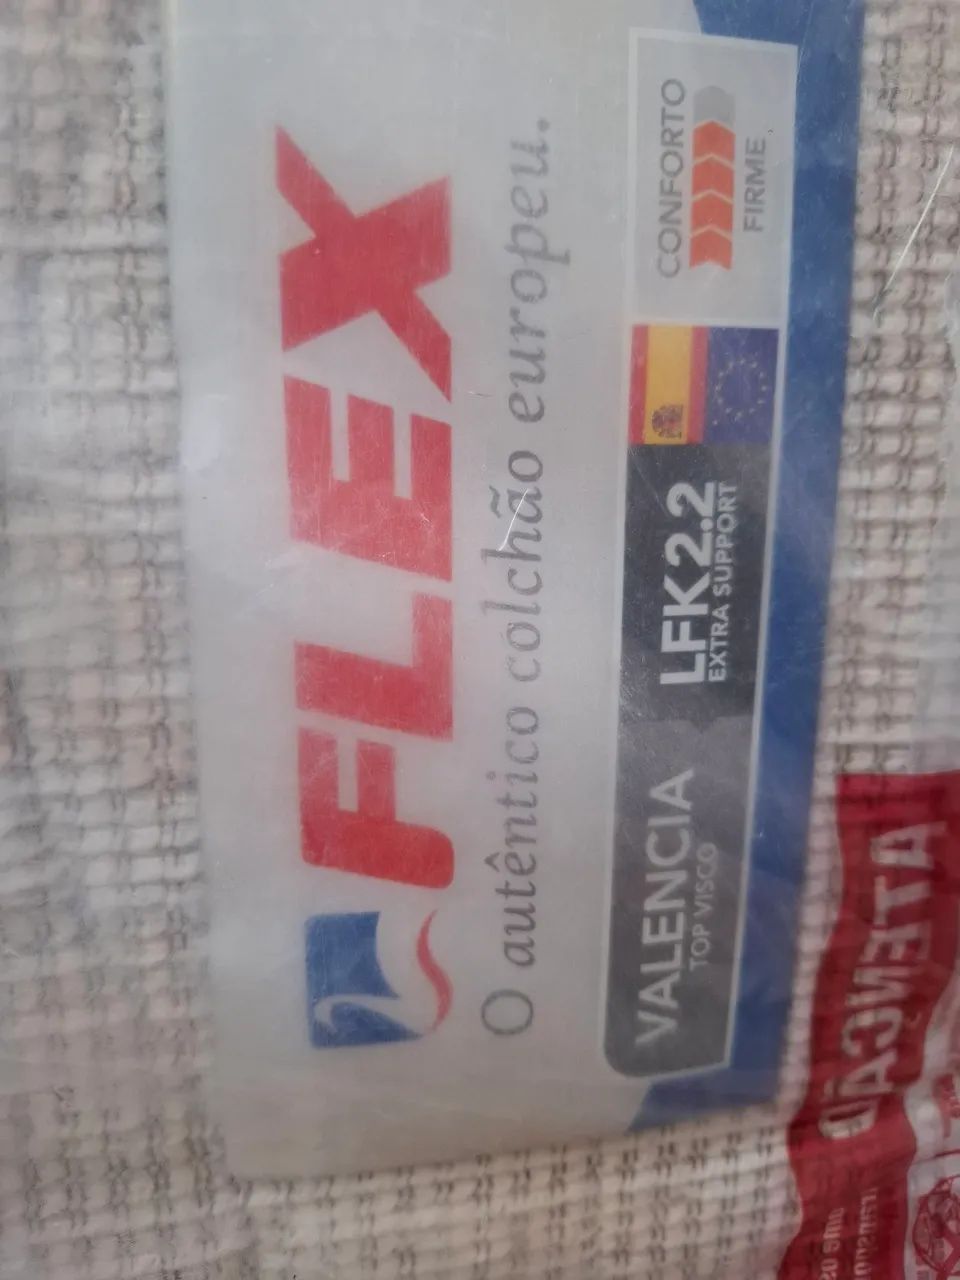 FLEX
O autêntico colchão europeu.
VALENCIA
TOP VISCO
LFK2.2
EXTRA SUPPORT
CONFORTO
FIRME
ATENÇÃO